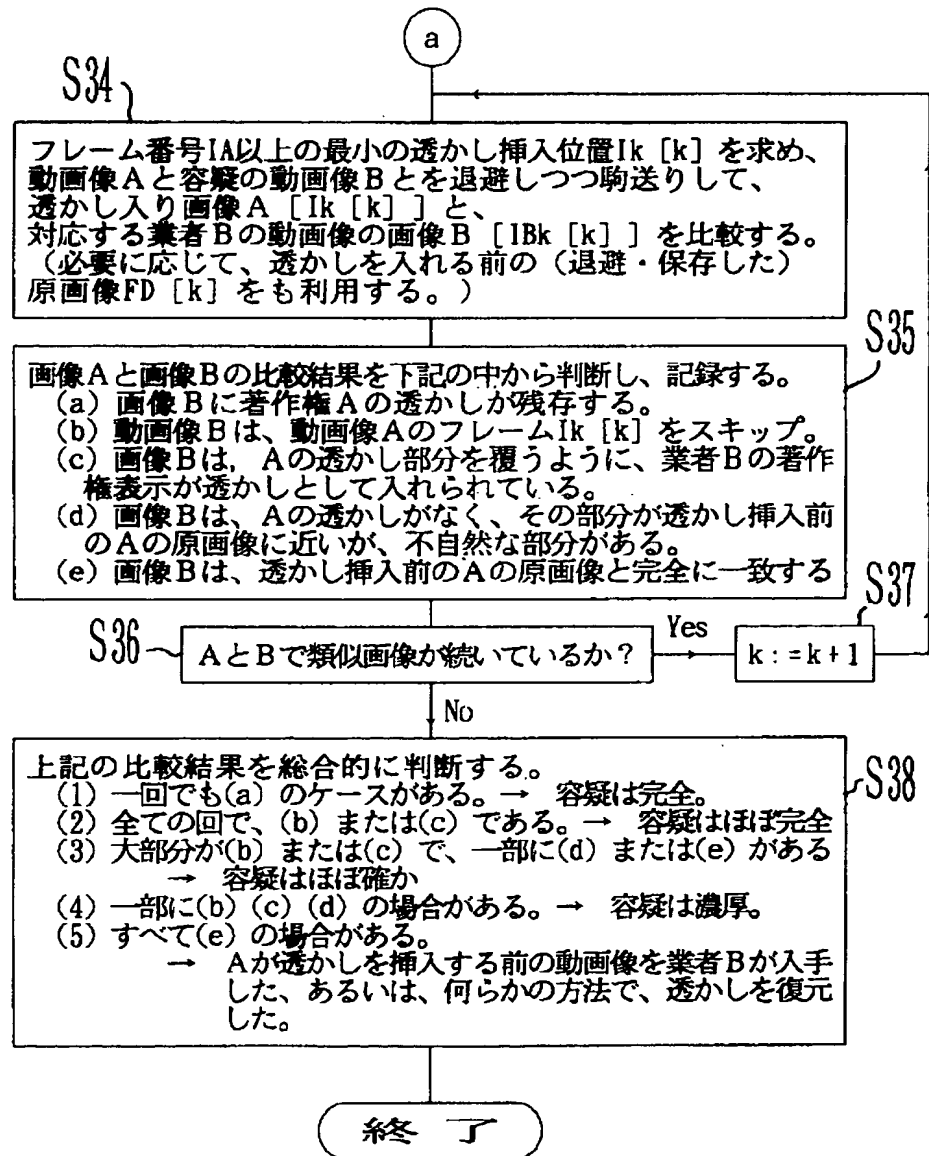 a
S34
フレーム番号IA以上の最小の透かし挿入位置Ik [k] を求め、
動画像Aと容疑の動画像Bとを退避しつつ駒送りして、
透かし入り画像A [Ik [k] ] と、
対応する業者Bの動画像の画像B [IBk [k] ] を比較する。
(必要に応じて、透かしを入れる前の(退避・保存した)
原画像FD [k] をも利用する。)
S35
画像Aと画像Bの比較結果を下記の中から判断し、記録する。
(a) 画像Bに著作権Aの透かしが残存する。
(b) 動画像Bは、動画像AのフレームIk [k] をスキップ。
(c) 画像Bは, Aの透かし部分を覆うように、業者Bの著作
権表示が透かしとして入れられている。
(d) 画像Bは、Aの透かしがなく、その部分が透かし挿入前
のAの原画像に近いが、不自然な部分がある。
(e) 画像Bは、透かし挿入前のAの原画像と完全に一致する
S36
AとBで類似画像が続いているか?
Yes
S37
k:=k+1
No
S38
上記の比較結果を総合的に判断する。
(1) 一回でも(a) のケースがある。→ 容疑は完全。
(2) 全ての回で、(b) または(c) である。→ 容疑はほぼ完全
(3) 大部分が(b) または(c) で、一部に(d) または(e) がある
→ 容疑はほぼ確か
(4) 一部に(b) (c) (d) の場合がある。→ 容疑は濃厚。
(5) すべて(e) の場合がある。
→ Aが透かしを挿入する前の動画像を業者Bが入手
した、あるいは、何らかの方法で、透かしを復元
した。
終了